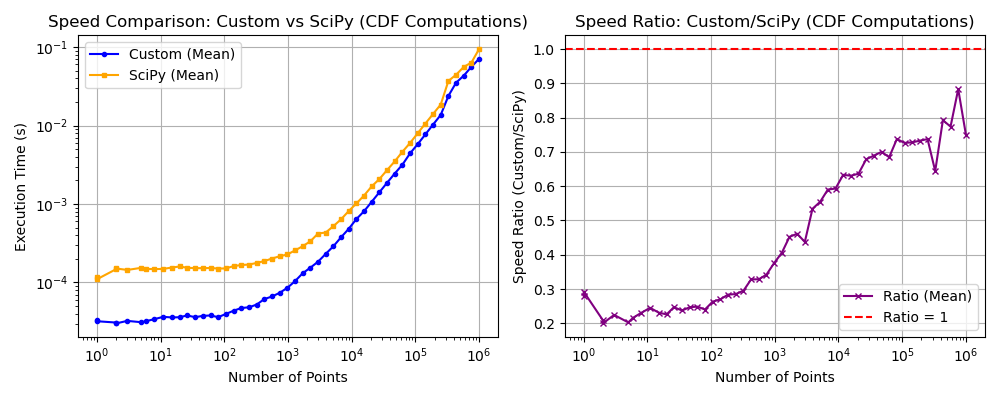 Speed Comparison: Custom vs SciPy (CDF Computations)
Execution Time (s)
10⁻¹
10⁻²
10⁻³
10⁻⁴
Custom (Mean)
SciPy (Mean)
10⁰ 10¹ 10² 10³ 10⁴ 10⁵ 10⁶
Number of Points
Speed Ratio: Custom/SciPy (CDF Computations)
Speed Ratio (Custom/SciPy)
1.0
0.9
0.8
0.7
0.6
0.5
0.4
0.3
0.2
Ratio (Mean)
Ratio = 1
10⁰ 10¹ 10² 10³ 10⁴ 10⁵ 10⁶
Number of Points